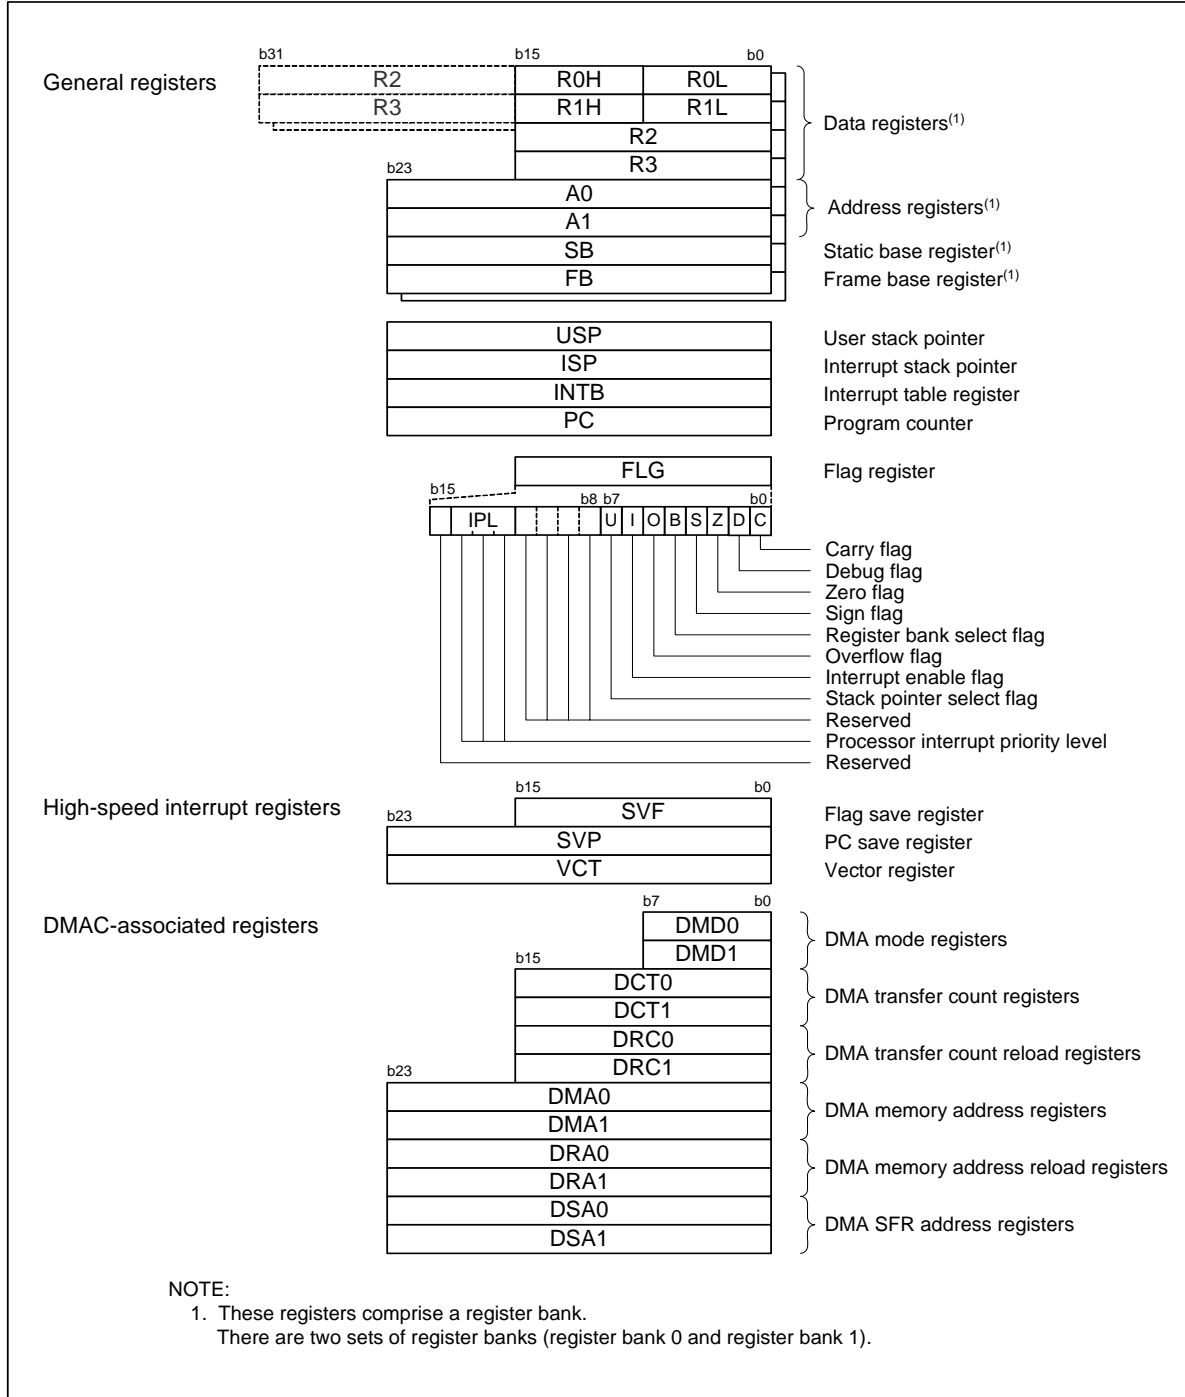 b31 b15 b0
General registers R2 R0H R0L
R3 R1H R1L
R2
Data registers(1)
b23 R3
A0
A1
Address registers(1)
SB Static base register(1)
FB Frame base register(1)
USP User stack pointer
ISP Interrupt stack pointer
INTB Interrupt table register
PC Program counter
FLG Flag register
b15 b8 b7 b0
IPL U I O B S Z D C
Carry flag
Debug flag
Zero flag
Sign flag
Register bank select flag
Overflow flag
Interrupt enable flag
Stack pointer select flag
Reserved
Processor interrupt priority level
Reserved
b15 b0
High-speed interrupt registers SVF Flag save register
b23
SVP PC save register
VCT Vector register
b7 b0
DMAC-associated registers DMD0
DMD1
DMA mode registers
b15
DCT0
DCT1
DMA transfer count registers
DRC0
DRC1
DMA transfer count reload registers
b23
DMA0
DMA1
DMA memory address registers
DRA0
DRA1
DMA memory address reload registers
DSA0
DSA1
DMA SFR address registers
NOTE:
1. These registers comprise a register bank.
There are two sets of register banks (register bank 0 and register bank 1).